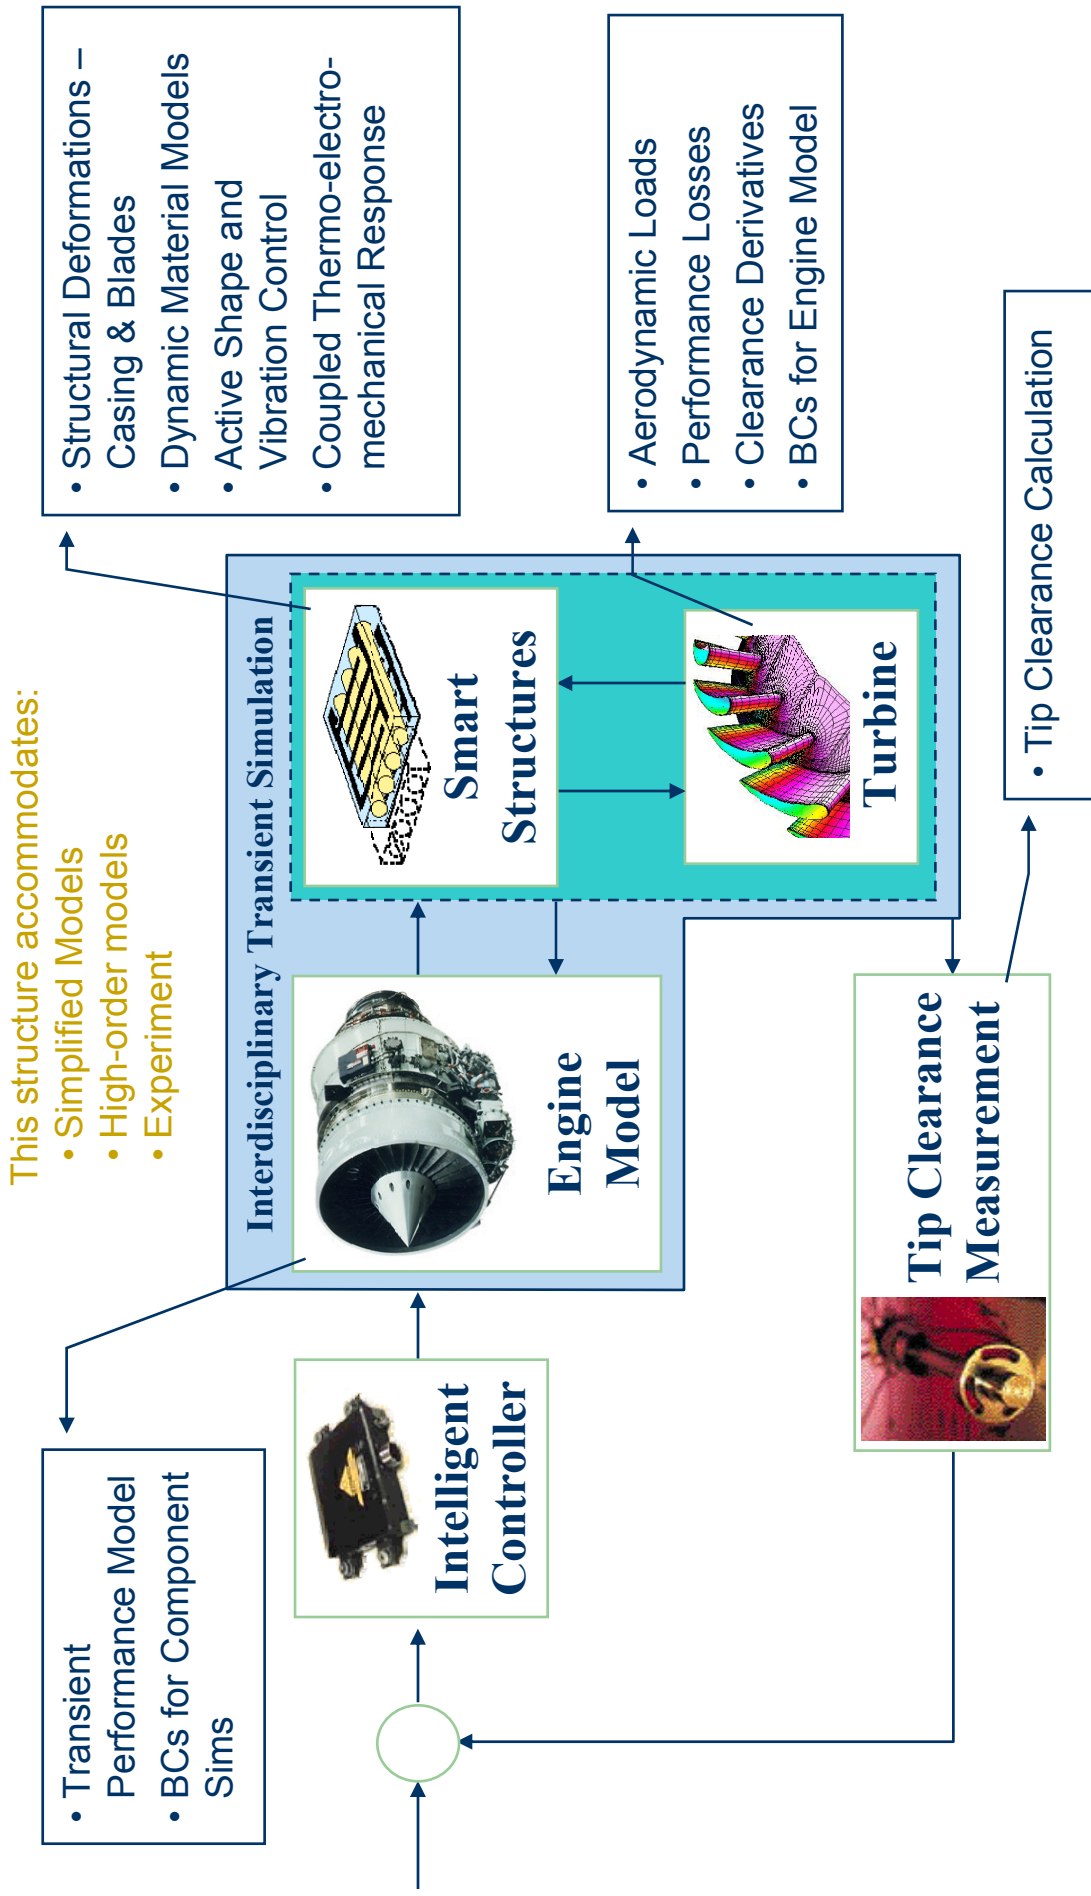 This structure accommodates:
• Simplified Models
• High-order models
• Experiment
• Transient
Performance Model
• BCs for Component
Sims
• Structural Deformations –
Casing & Blades
• Dynamic Material Models
• Active Shape and
Vibration Control
• Coupled Thermo-electro-
mechanical Response
Interdisciplinary Transient Simulation
Intelligent
Controller
Engine
Model
Smart
Structures
Turbine
• Aerodynamic Loads
• Performance Losses
• Clearance Derivatives
• BCs for Engine Model
Tip Clearance
Measurement
• Tip Clearance Calculation